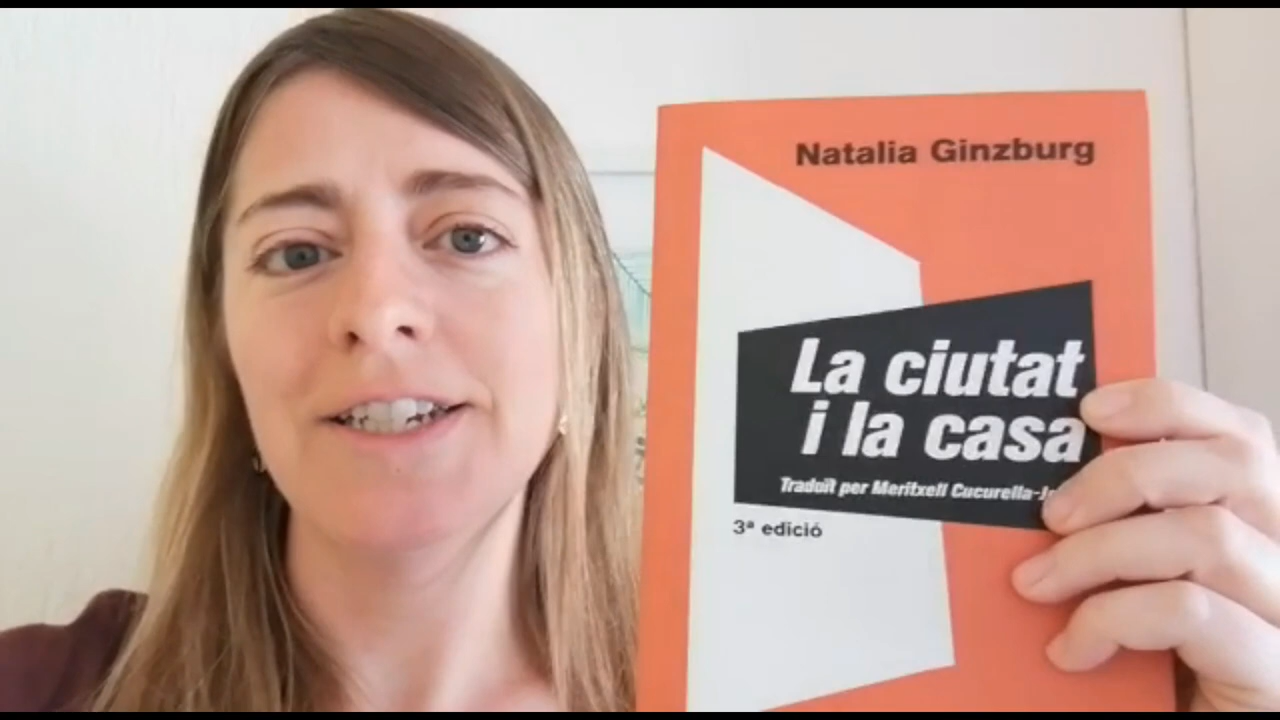 Natalia Ginzburg
La ciutat
i la casa
Traduït per Meritxell Cucurella-
3ª edició